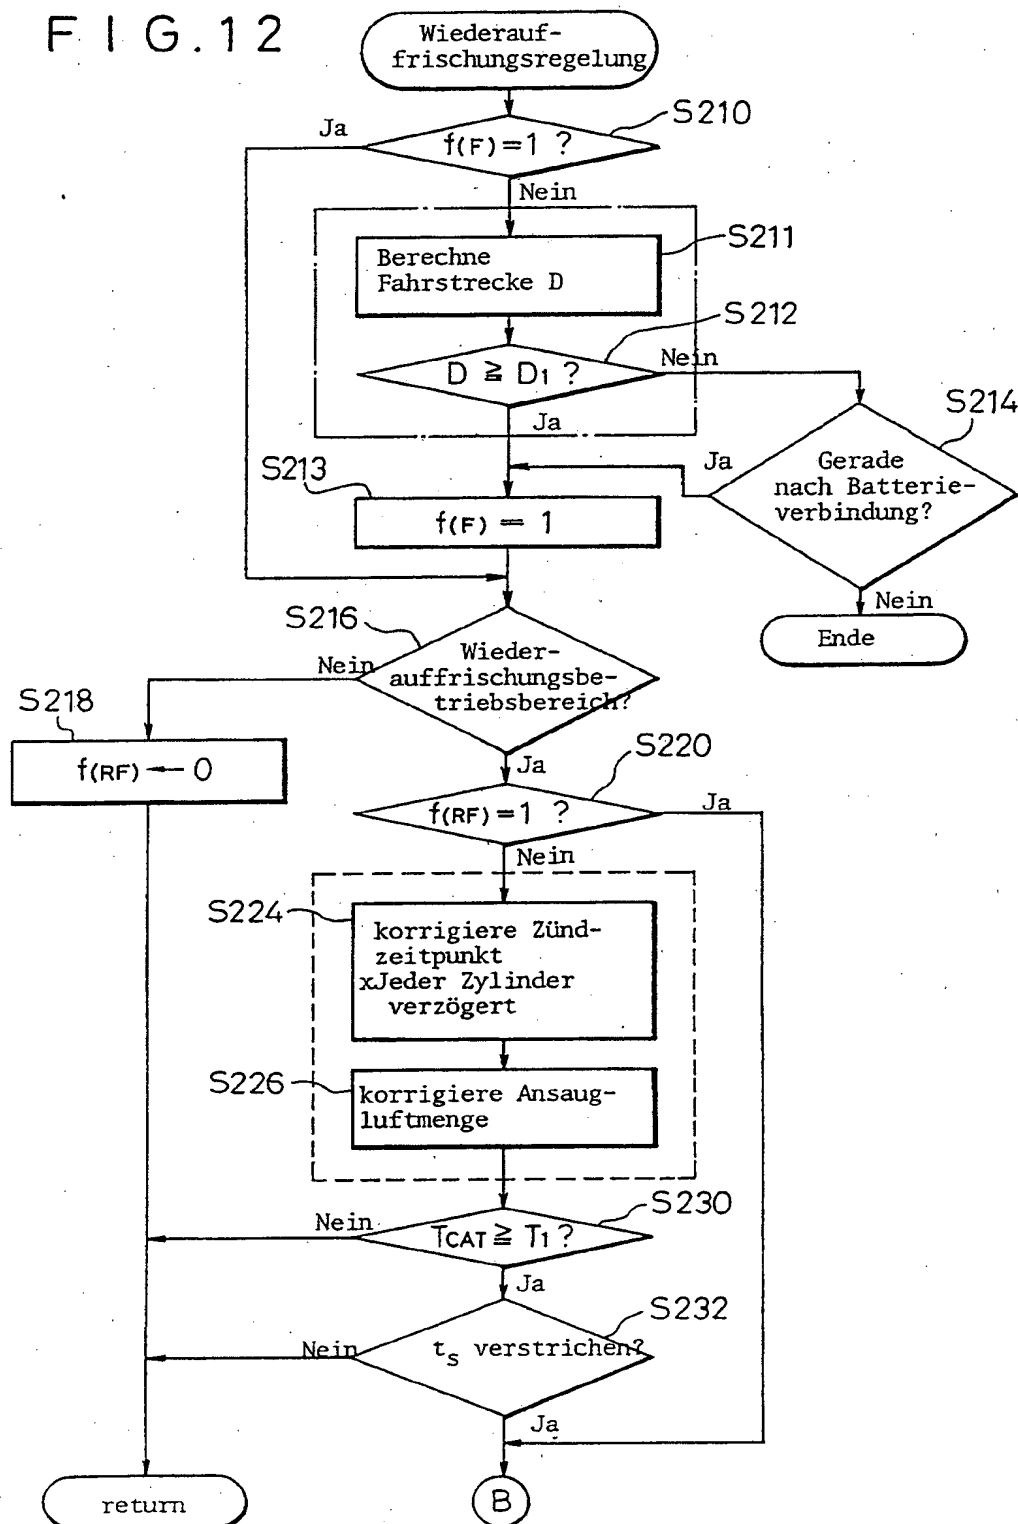 FIG.12
Wiederauf-
frischungsregelung
S210
Ja
f(F)=1 ?
Nein
S211
Berechne
Fahrstrecke D
S212
D ≧ D1 ?
Nein
Ja
S214
Gerade
nach Batterie-
verbindung?
Ja
Nein
Ende
S213
f(F) = 1
S216
Wieder-
auffrischungsbe-
triebsbereich?
Nein
S218
f(RF) ← 0
Ja
S220
f(RF)=1 ?
Ja
Nein
S224
korrigiere Zünd-
zeitpunkt
xJeder Zylinder
verzögert
S226
korrigiere Ansaug-
luftmenge
S230
TCAT ≧ T1 ?
Nein
Ja
S232
ts verstrichen?
Nein
Ja
return
B